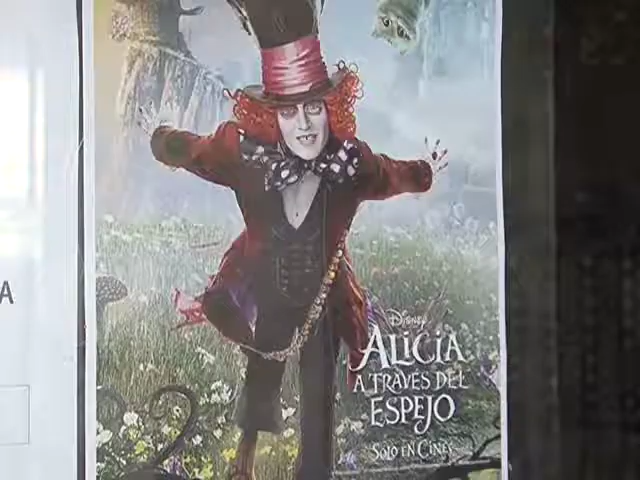 A
Disney
ALICIA
A TRAVÉS DEL
ESPEJO
SOLO EN CINES